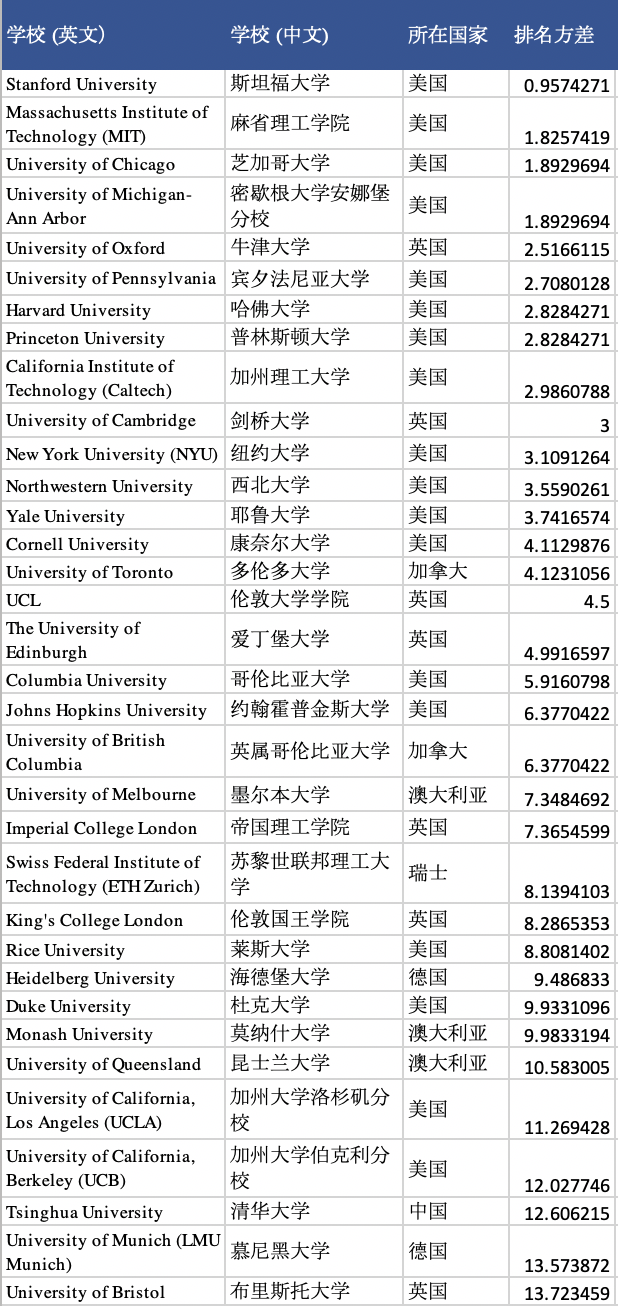 学校 (英文） 学校 (中文) 所在国家 排名方差
Stanford University 斯坦福大学 美国 0.9574271
Massachusetts Institute of
Technology (MIT) 麻省理工学院 美国 1.8257419
University of Chicago 芝加哥大学 美国 1.8929694
University of Michigan- 密歇根大学安娜堡
Ann Arbor 分校 美国 1.8929694
University of Oxford 牛津大学 英国 2.5166115
University of Pennsylvania 宾夕法尼亚大学 美国 2.7080128
Harvard University 哈佛大学 美国 2.8284271
Princeton University 普林斯顿大学 美国 2.8284271
California Institute of
Technology (Caltech) 加州理工大学 美国 2.9860788
University of Cambridge 剑桥大学 英国 3
New York University (NYU) 纽约大学 美国 3.1091264
Northwestern University 西北大学 美国 3.5590261
Yale University 耶鲁大学 美国 3.7416574
Cornell University 康奈尔大学 美国 4.1129876
University of Toronto 多伦多大学 加拿大 4.1231056
UCL 伦敦大学学院 英国 4.5
The University of
Edinburgh 爱丁堡大学 英国 4.9916597
Columbia University 哥伦比亚大学 美国 5.9160798
Johns Hopkins University 约翰霍普金斯大学 美国 6.3770422
University of British
Columbia 英属哥伦比亚大学 加拿大 6.3770422
University of Melbourne 墨尔本大学 澳大利亚 7.3484692
Imperial College London 帝国理工学院 英国 7.3654599
Swiss Federal Institute of 苏黎世联邦理工大
Technology (ETH Zurich) 学 瑞士 8.1394103
King's College London 伦敦国王学院 英国 8.2865353
Rice University 莱斯大学 美国 8.8081402
Heidelberg University 海德堡大学 德国 9.486833
Duke University 杜克大学 美国 9.9331096
Monash University 莫纳什大学 澳大利亚 9.9833194
University of Queensland 昆士兰大学 澳大利亚 10.583005
University of California, 加州大学洛杉矶分
Los Angeles (UCLA) 校 美国 11.269428
University of California, 加州大学伯克利分
Berkeley (UCB) 校 美国 12.027746
Tsinghua University 清华大学 中国 12.606215
University of Munich (LMU
Munich) 慕尼黑大学 德国 13.573872
University of Bristol 布里斯托大学 英国 13.723459